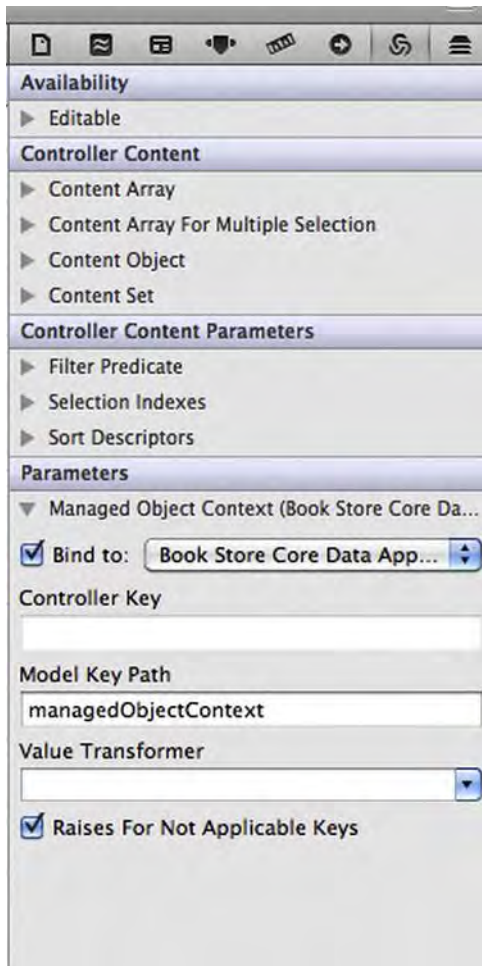 Availability
Editable
Controller Content
Content Array
Content Array For Multiple Selection
Content Object
Content Set
Controller Content Parameters
Filter Predicate
Selection Indexes
Sort Descriptors
Parameters
Managed Object Context (Book Store Core Da...
Bind to: Book Store Core Data App...
Controller Key
Model Key Path
managedObjectContext
Value Transformer
Raises For Not Applicable Keys